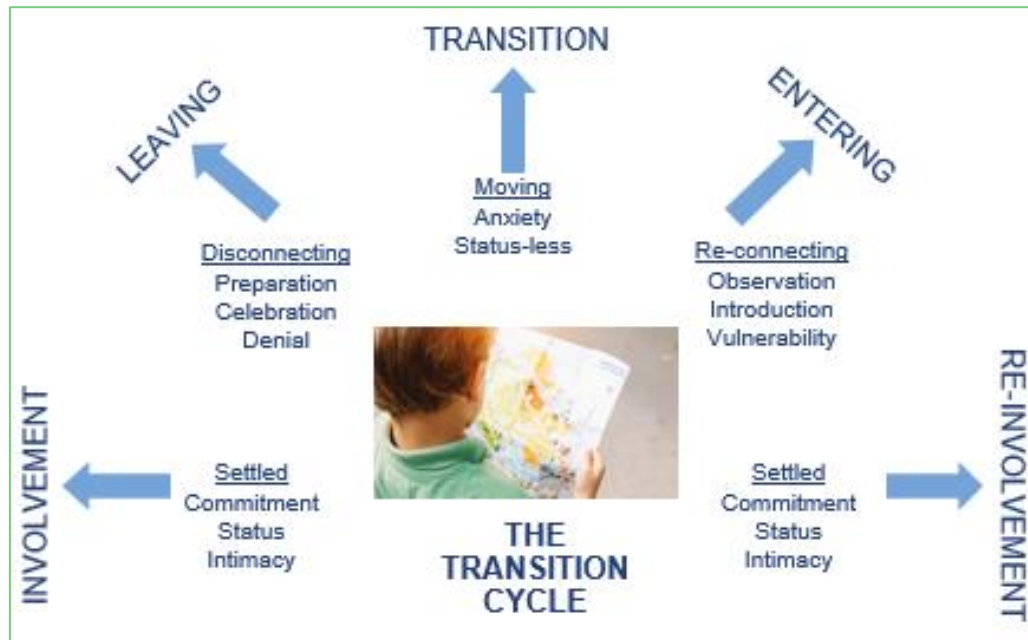 TRANSITION
LEAVING
ENTERING
Moving
Anxiety
Status-less
Disconnecting
Preparation
Celebration
Denial
Re-connecting
Observation
Introduction
Vulnerability
INVOLVEMENT
Settled
Commitment
Status
Intimacy
THE
TRANSITION
CYCLE
Settled
Commitment
Status
Intimacy
RE-INVOLVEMENT